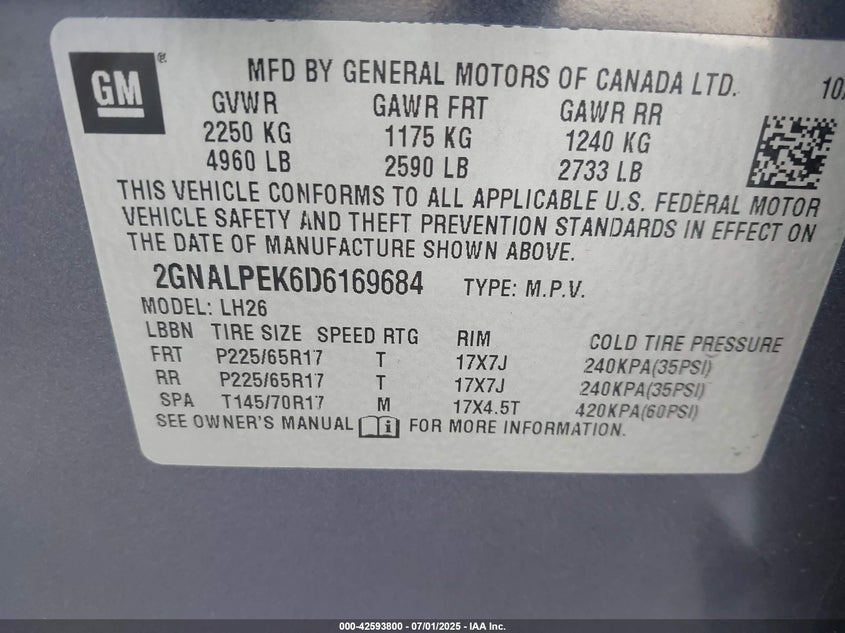 GM ®
MFD BY GENERAL MOTORS OF CANADA LTD. 10/
GVWR GAWR FRT GAWR RR
2250 KG 1175 KG 1240 KG
4960 LB 2590 LB 2733 LB
THIS VEHICLE CONFORMS TO ALL APPLICABLE U.S. FEDERAL MOTOR
VEHICLE SAFETY AND THEFT PREVENTION STANDARDS IN EFFECT ON
THE DATE OF MANUFACTURE SHOWN ABOVE.
2GNALPEK6D6169684 TYPE: M.P.V.
MODEL: LH26
LBBN TIRE SIZE SPEED RTG RIM COLD TIRE PRESSURE
FRT P225/65R17 T 17X7J 240KPA(35PSI)
RR P225/65R17 T 17X7J 240KPA(35PSI)
SPA T145/70R17 M 17X4.5T 420KPA(60PSI)
SEE OWNER'S MANUAL i FOR MORE INFORMATION.
000-42593800 - 07/01/2025 - IAA Inc.